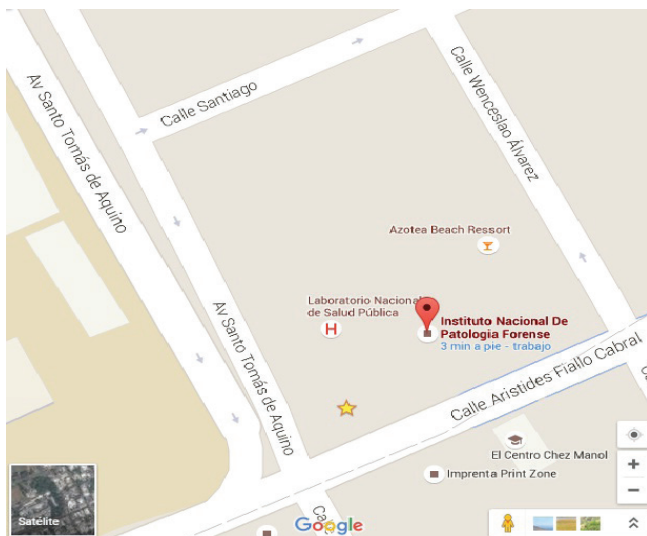 Av Santo Tomás de Aquino
Calle Santiago
Calle Wenceslao Álvarez
Azotea Beach Ressort
Laboratorio Nacional
de Salud Pública
Instituto Nacional De
Patologia Forense
3 min a pie - trabajo
Av Santo Tomás de Aquino
Calle Aristides Fiallo Cabral
El Centro Chez Manol
Imprenta Print Zone
Satélite
Google